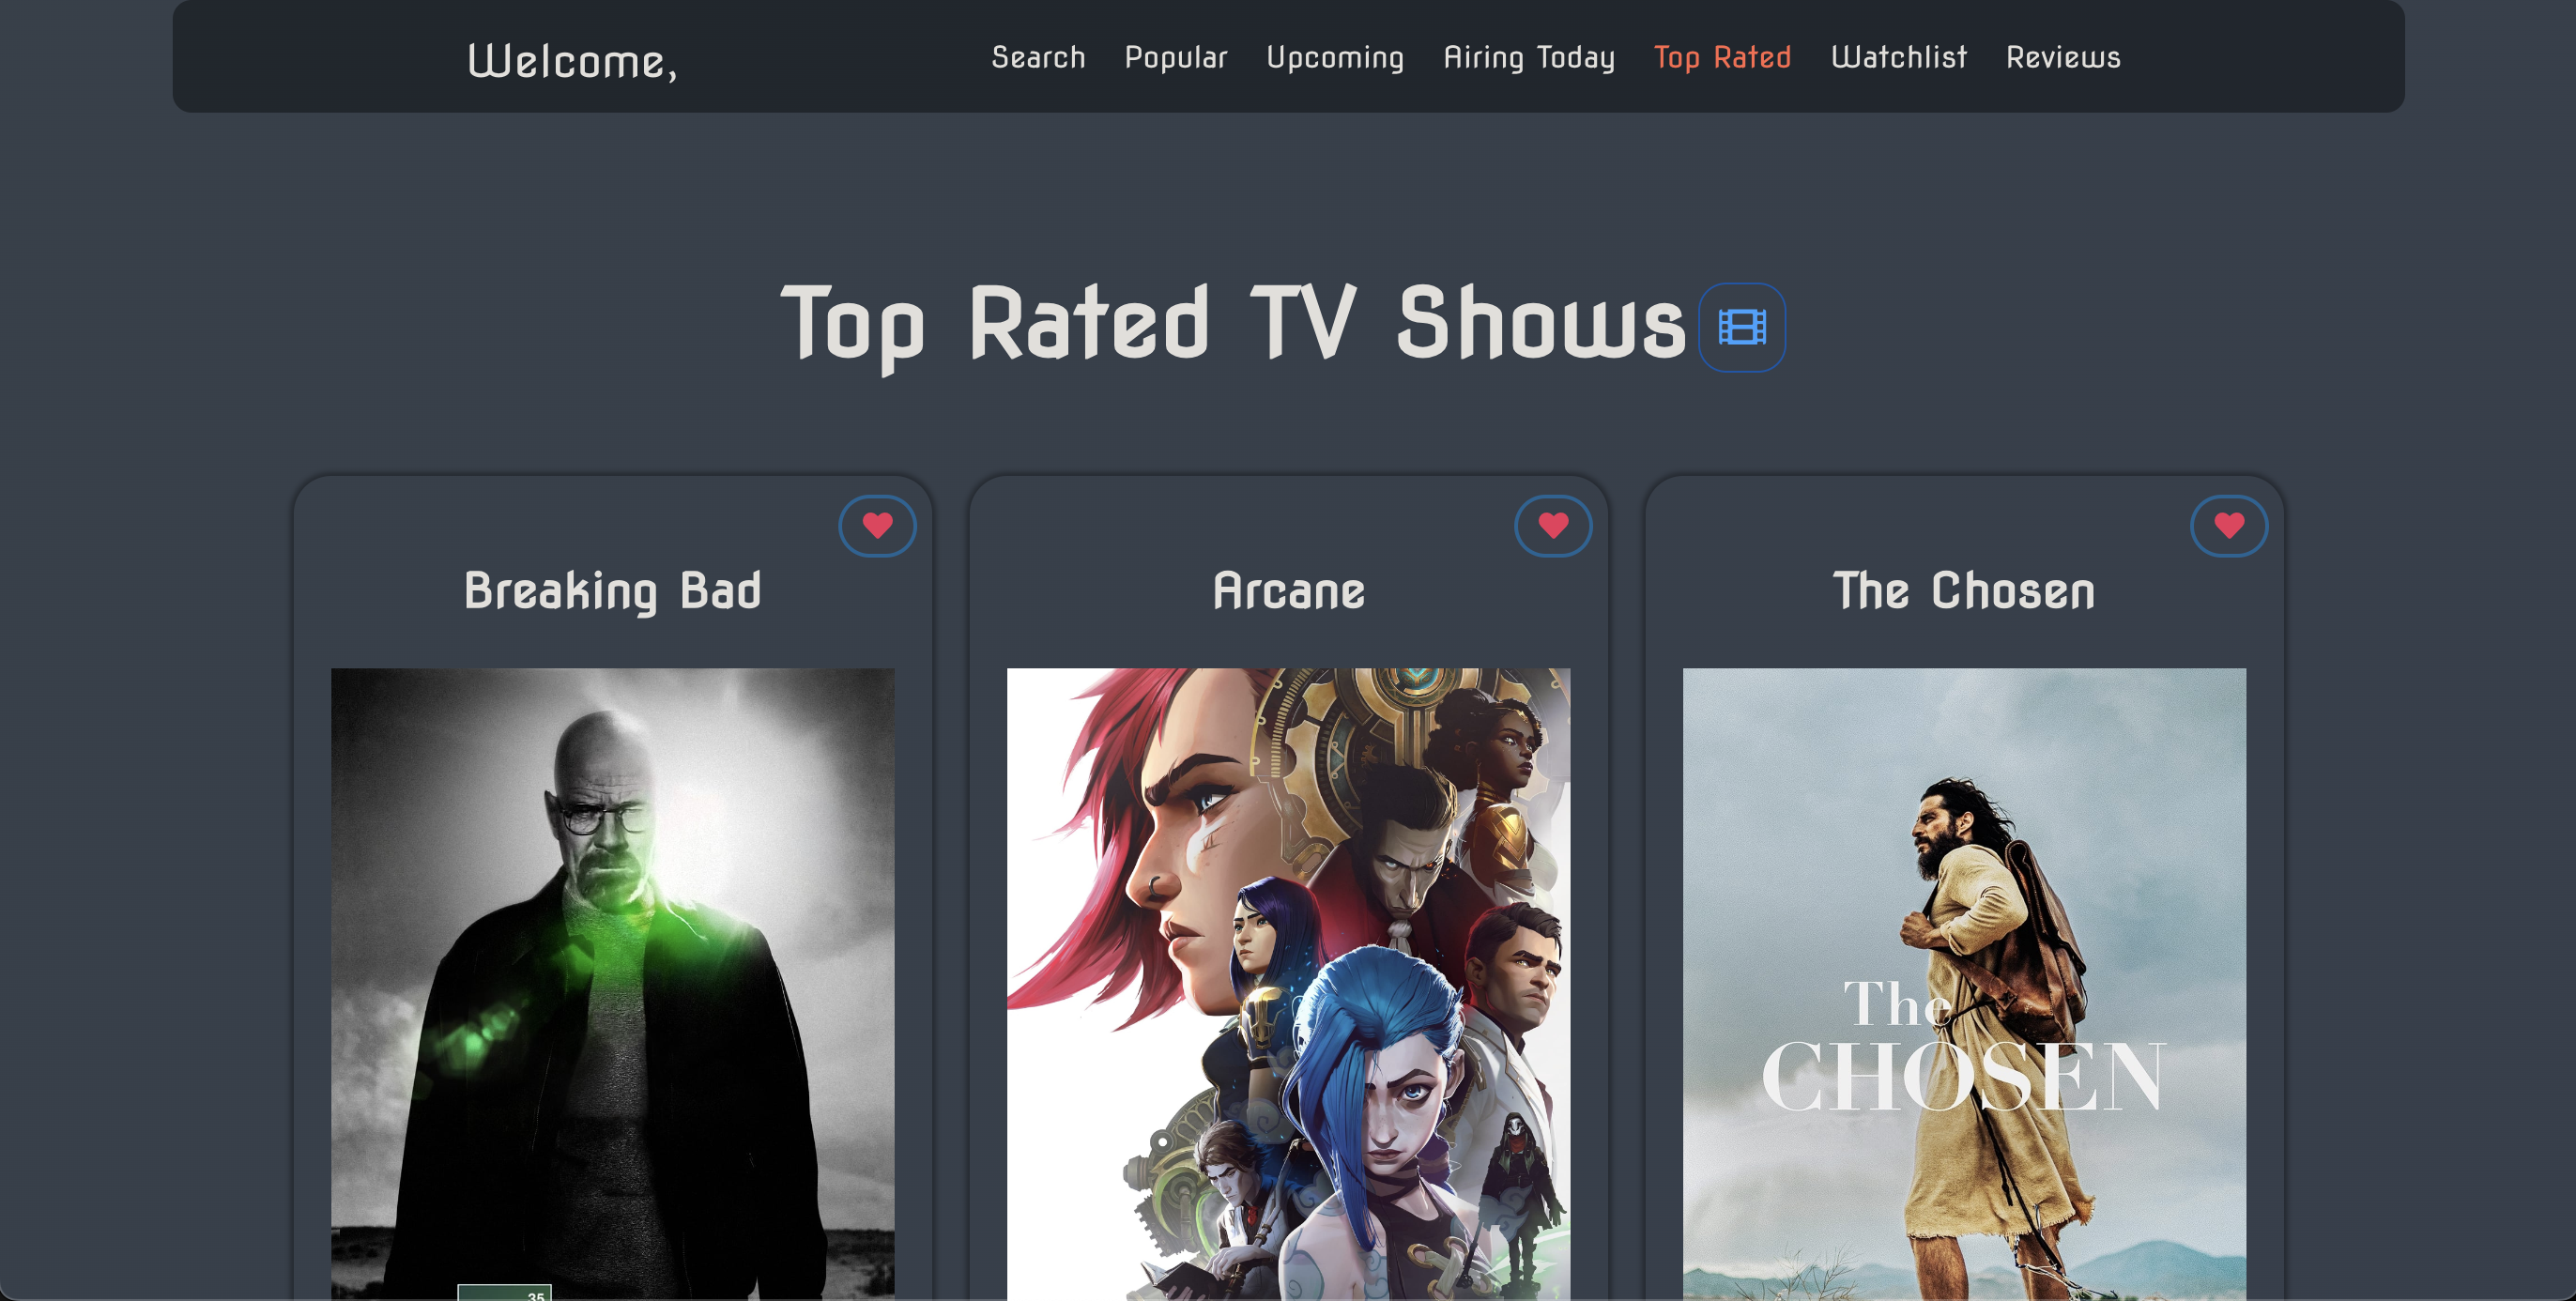 Welcome,
Search Popular Upcoming Airing Today Top Rated Watchlist Reviews
Top Rated TV Shows
Breaking Bad
Arcane
The Chosen
The
CHOSEN
35